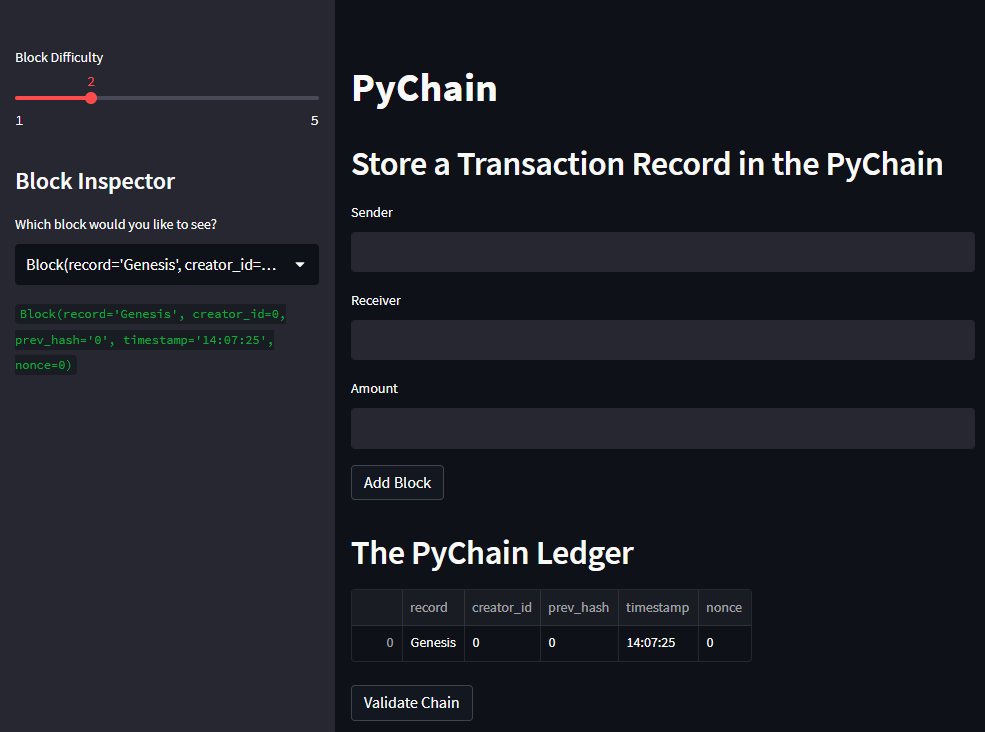 Block Difficulty
2
1 5
Block Inspector
Which block would you like to see?
Block(record='Genesis', creator_id=...
Block(record='Genesis', creator_id=0,
prev_hash='0', timestamp='14:07:25',
nonce=0)
PyChain
Store a Transaction Record in the PyChain
Sender
Receiver
Amount
Add Block
The PyChain Ledger
record creator_id prev_hash timestamp nonce
0 Genesis 0 0 14:07:25 0
Validate Chain